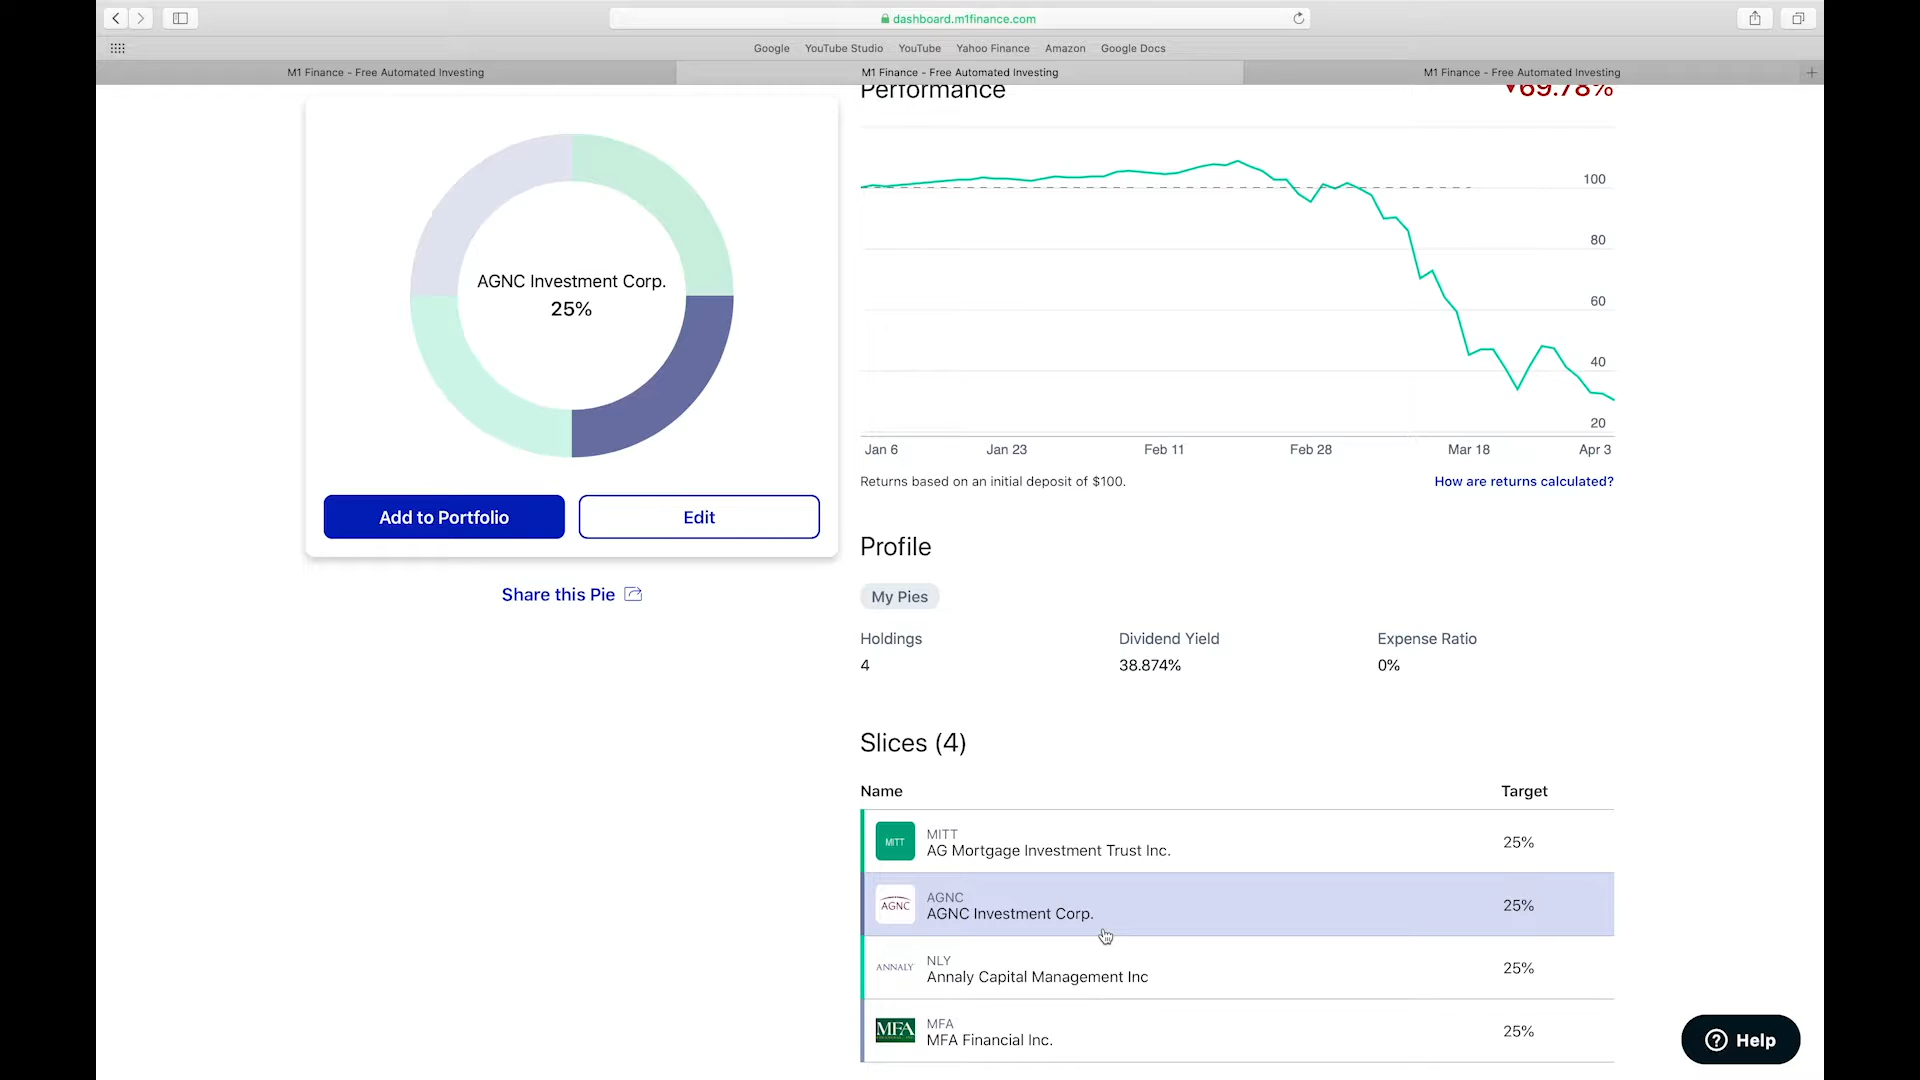 dashboard.m1finance.com
Google YouTube Studio YouTube Yahoo Finance Amazon Google Docs
M1 Finance - Free Automated Investing
M1 Finance - Free Automated Investing
M1 Finance - Free Automated Investing
AGNC Investment Corp.
25%
Add to Portfolio
Edit
Share this Pie
Performance
▼69.78%
100
80
60
40
20
Jan 6 Jan 23 Feb 11 Feb 28 Mar 18 Apr 3
Returns based on an initial deposit of $100.
How are returns calculated?
Profile
My Pies
Holdings Dividend Yield Expense Ratio
4 38.874% 0%
Slices (4)
Name Target
MITT
MITT
AG Mortgage Investment Trust Inc.
25%
AGNC
AGNC
AGNC Investment Corp.
25%
ANNALY
NLY
Annaly Capital Management Inc
25%
MFA
MFA
MFA Financial Inc.
25%
? Help